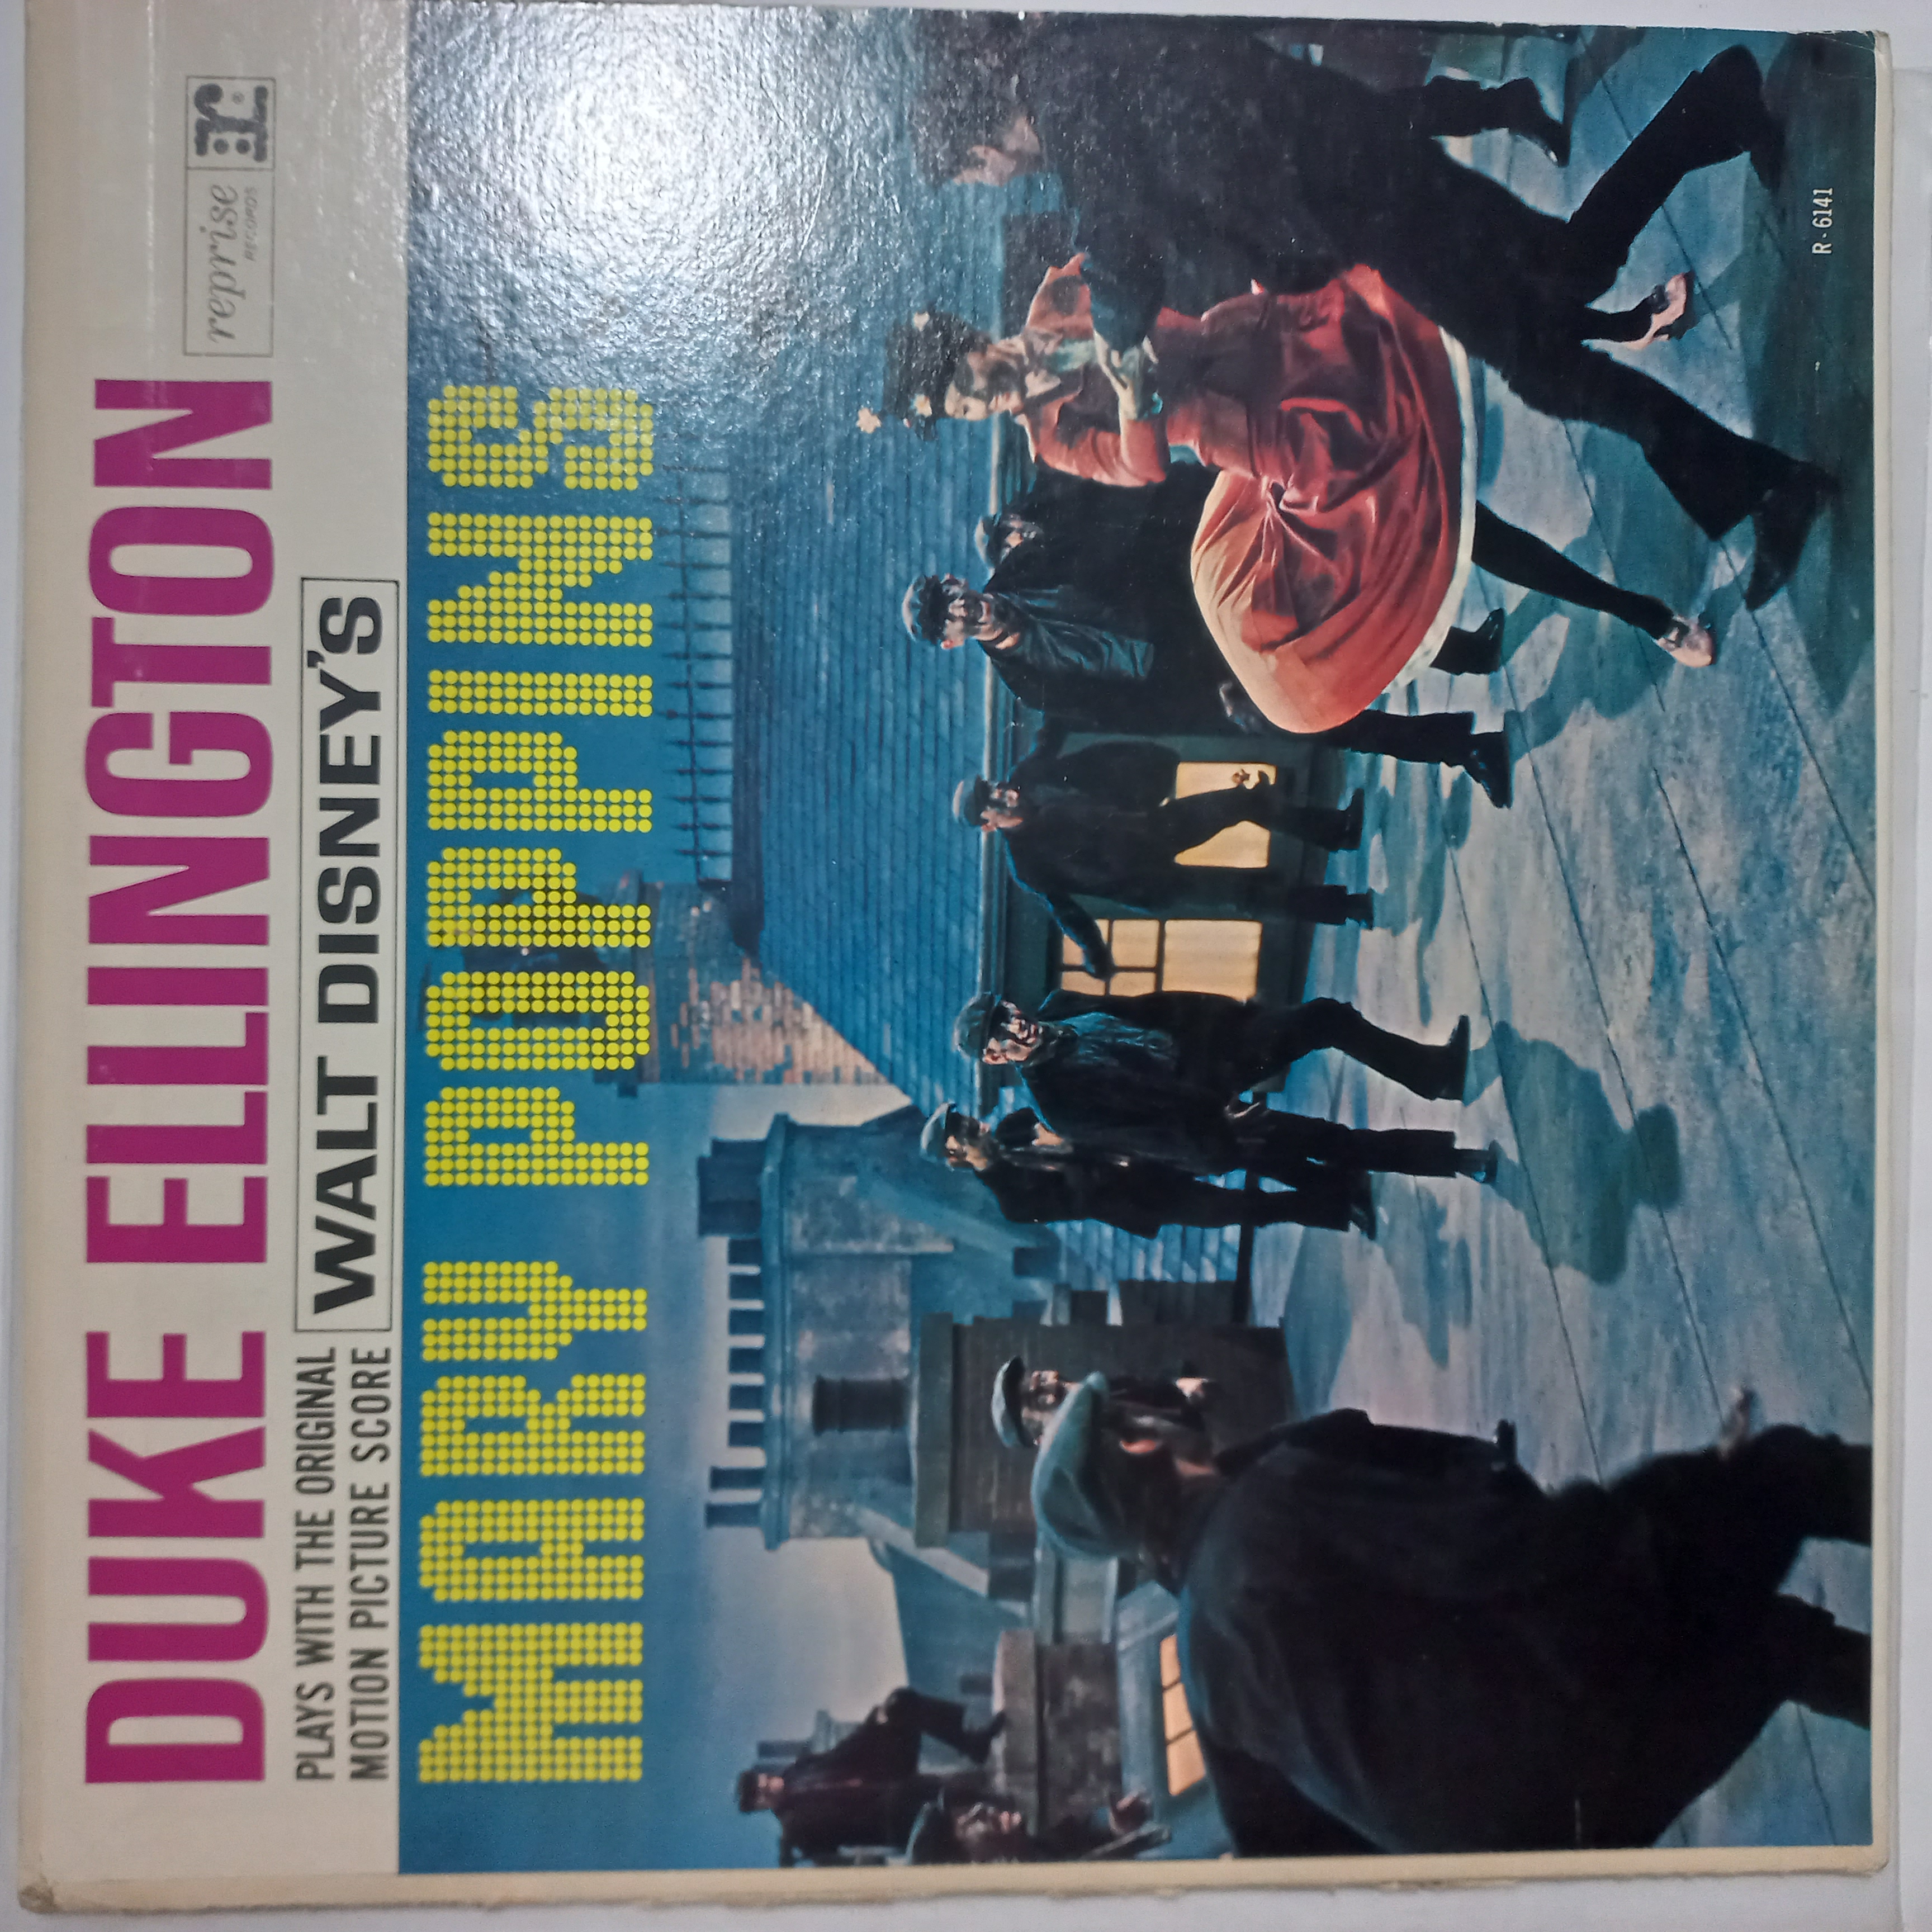 DUKE ELLINGTON
reprise
RECORDS
r:
PLAYS WITH THE ORIGINAL
MOTION PICTURE SCORE
WALT DISNEY'S
MARY POPPINS
R-6141